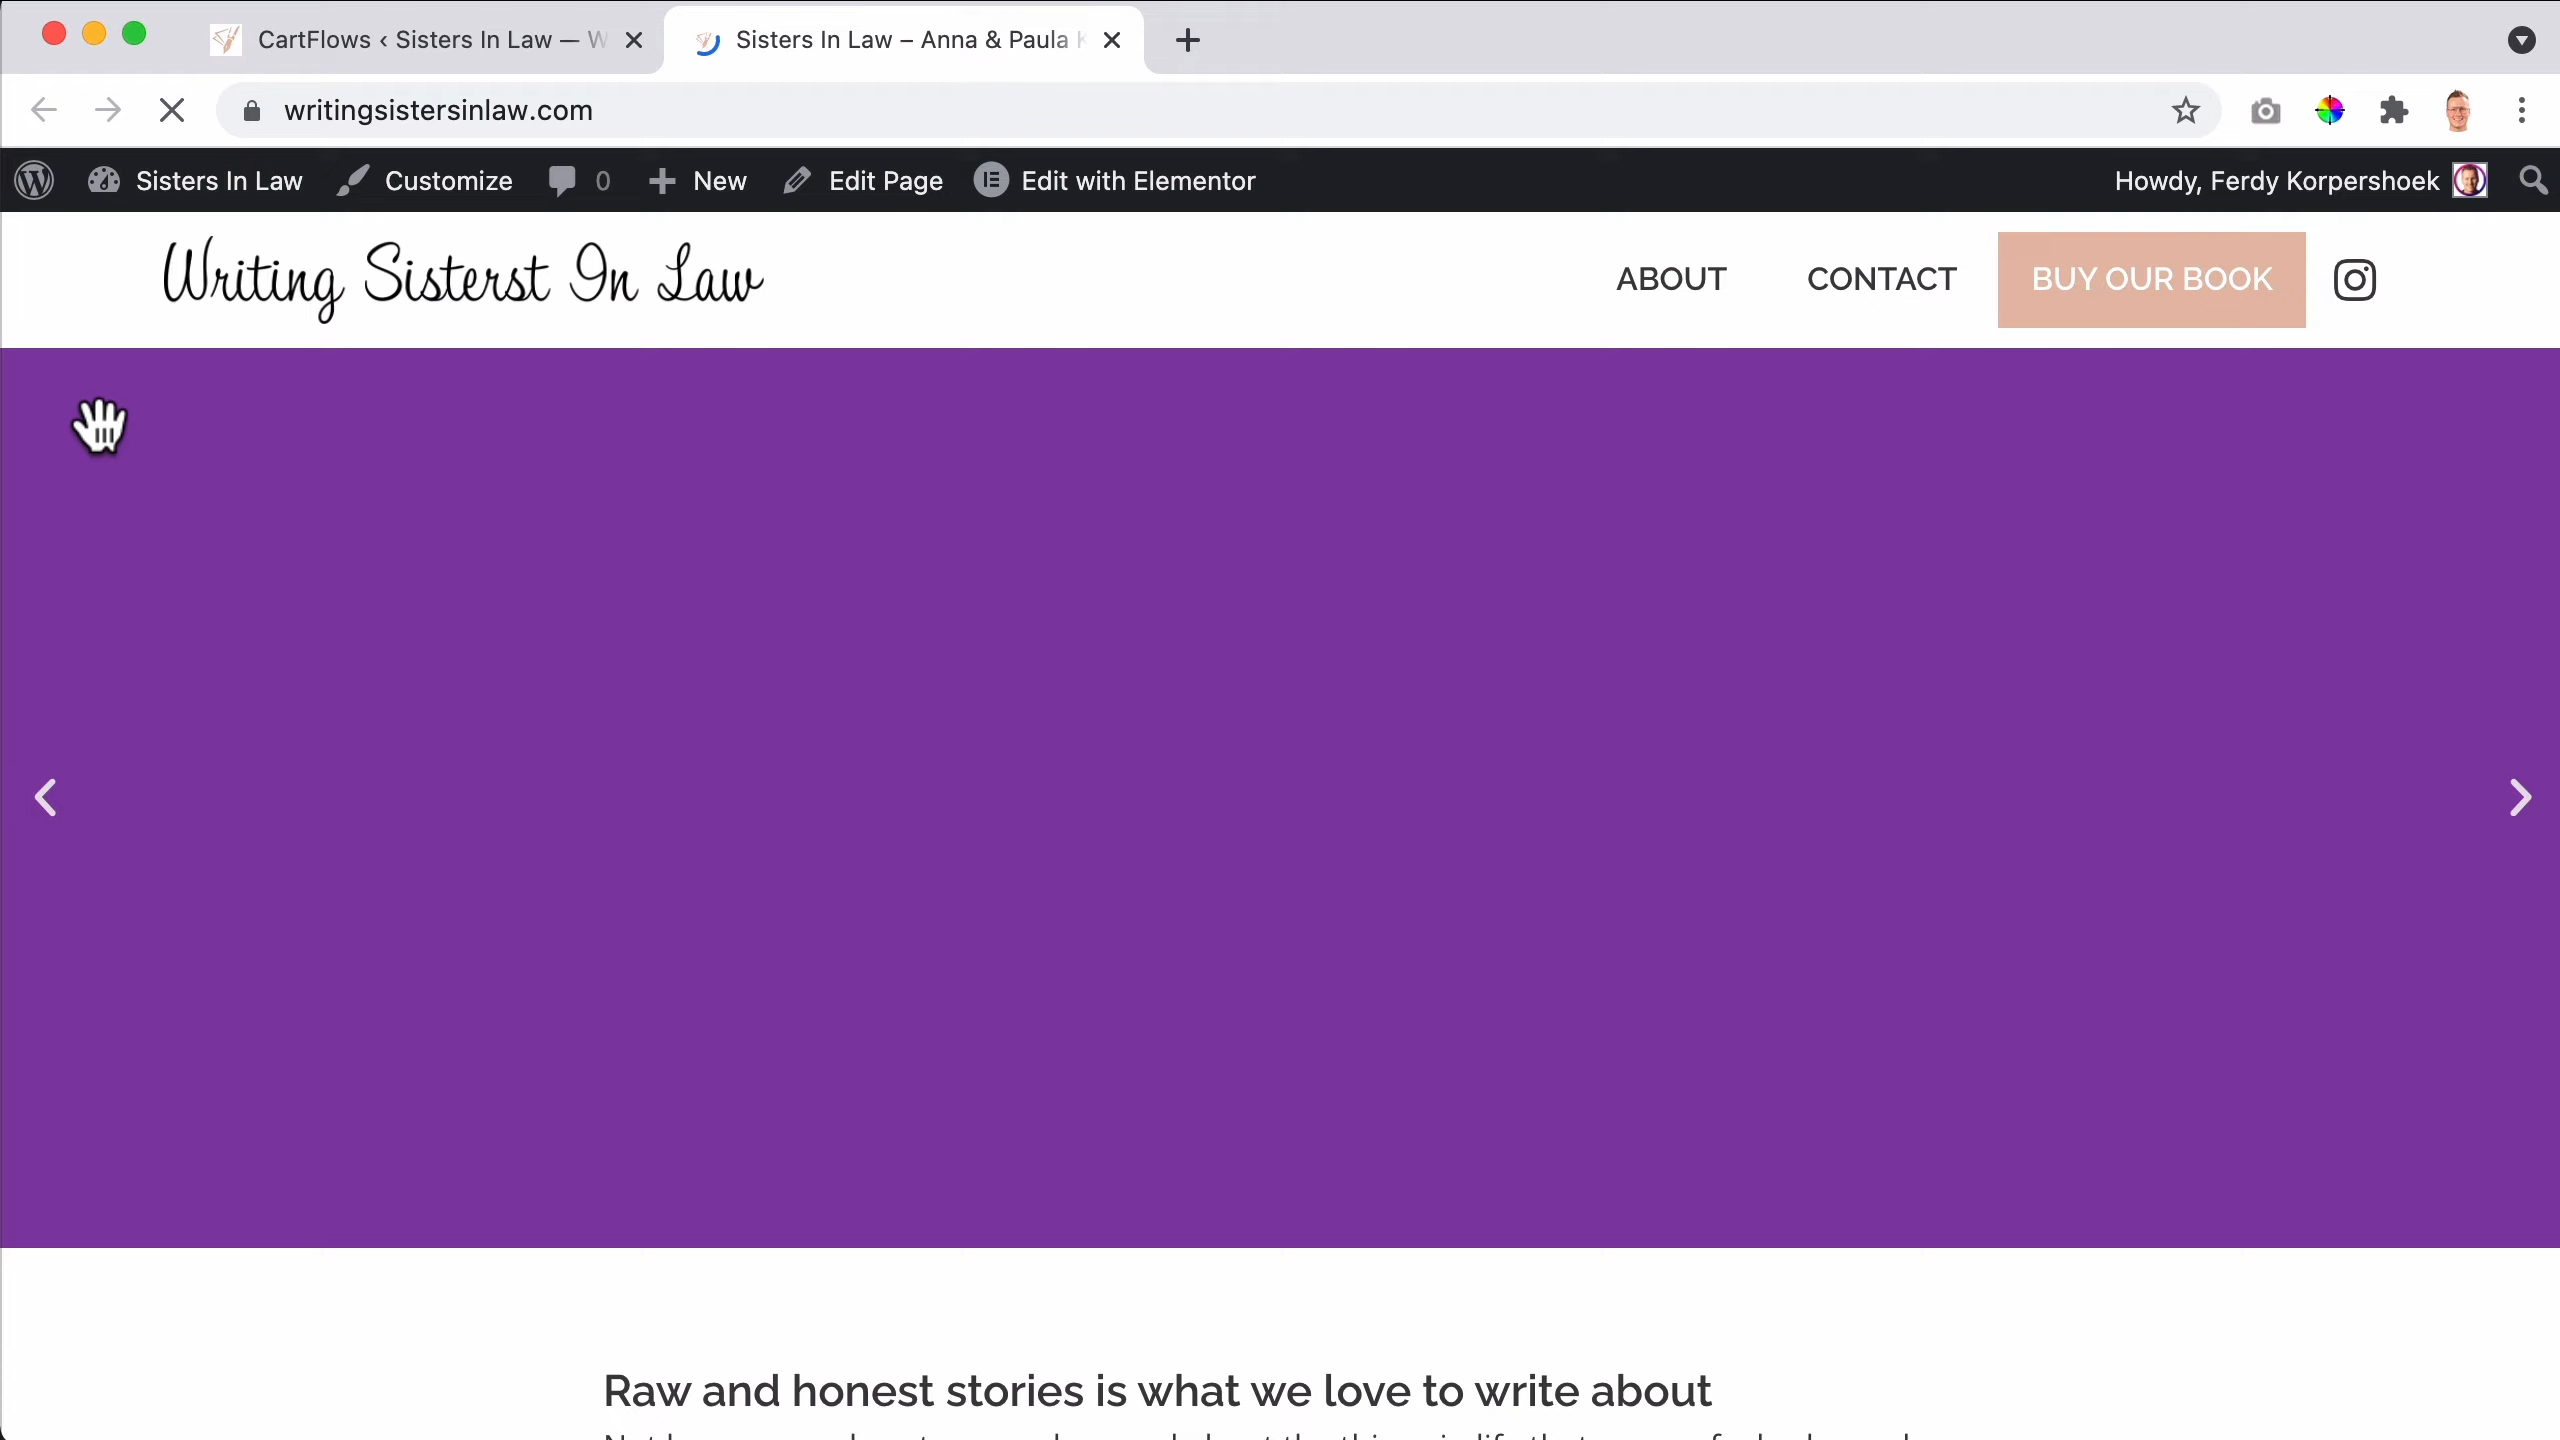 CartFlows ‹ Sisters In Law — W
Sisters In Law – Anna & Paula K
writingsistersinlaw.com
Sisters In Law Customize 0 New Edit Page Edit with Elementor Howdy, Ferdy Korpershoek
Writing Sisterst In Law
ABOUT CONTACT BUY OUR BOOK
Raw and honest stories is what we love to write about